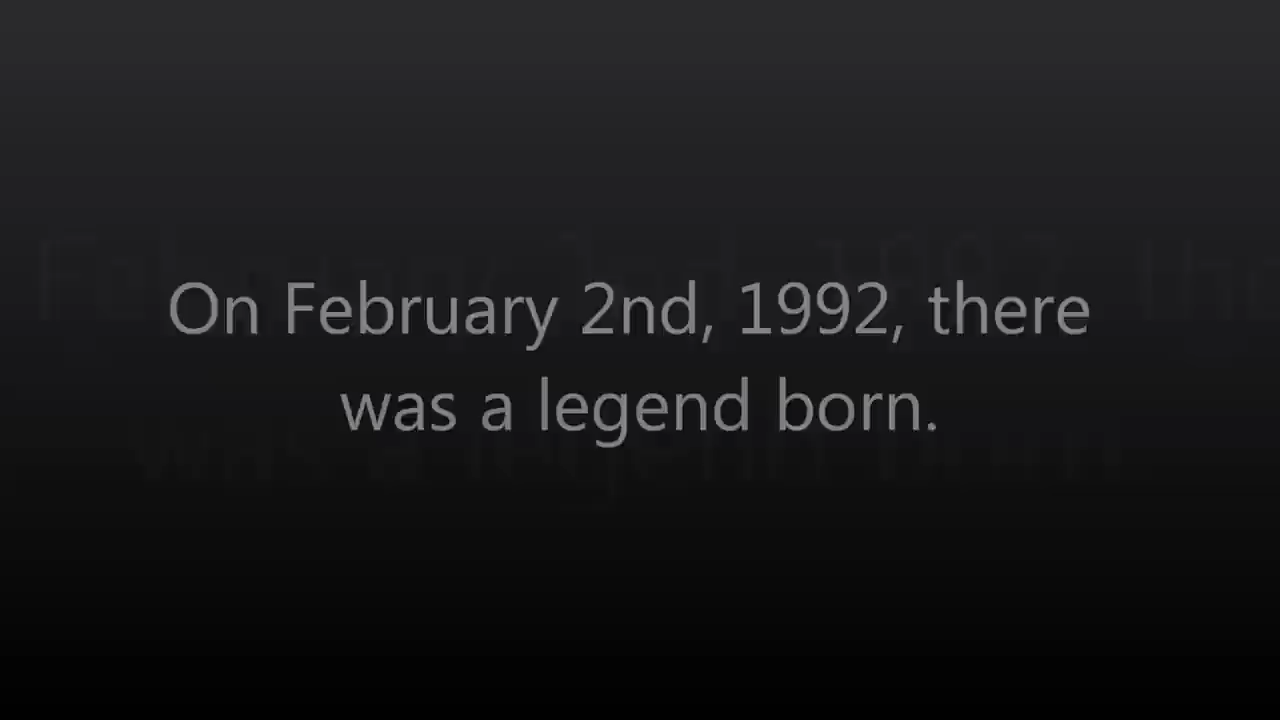 On February 2nd, 1992, there
was a legend born.